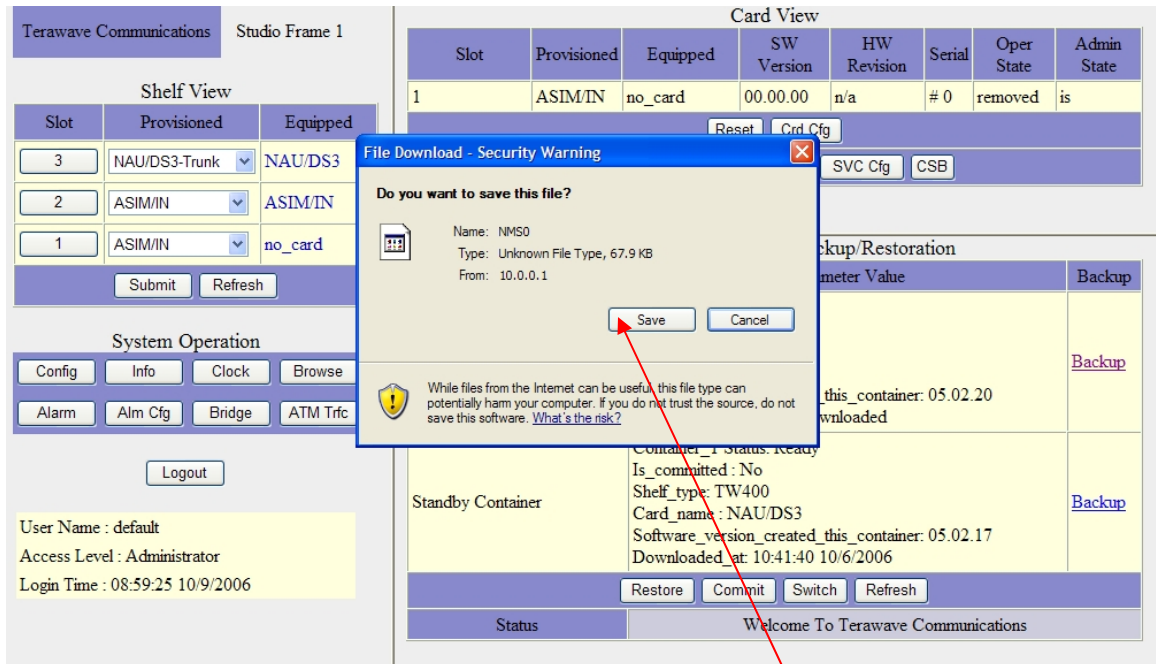 Terawave Communications
Studio Frame 1
Shelf View
Slot Provisioned Equipped
3 NAU/DS3-Trunk NAU/DS3
2 ASIM/IN ASIM/IN
1 ASIM/IN no_card
Submit Refresh
System Operation
Config Info Clock Browse
Alarm Alm Cfg Bridge ATM Trfc
Logout
User Name : default
Access Level : Administrator
Login Time : 08:59:25 10/9/2006
Card View
Slot Provisioned Equipped SW Version HW Revision Serial Oper State Admin State
1 ASIM/IN no_card 00.00.00 n/a # 0 removed is
Reset Crd Cfg
SVC Cfg CSB
File Download - Security Warning
Do you want to save this file?
Name: NMS0
Type: Unknown File Type, 67.9 KB
From: 10.0.0.1
Save Cancel
While files from the Internet can be useful, this file type can
potentially harm your computer. If you do not trust the source, do not
save this software. What's the risk?
ckup/Restoration
meter Value Backup
Backup
this_container: 05.02.20
wnloaded
Standby Container
Container_1 Status: Ready
Is_committed : No
Shelf_type: TW400
Card_name : NAU/DS3
Software_version_created_this_container: 05.02.17
Downloaded_at: 10:41:40 10/6/2006
Backup
Restore Commit Switch Refresh
Status Welcome To Terawave Communications